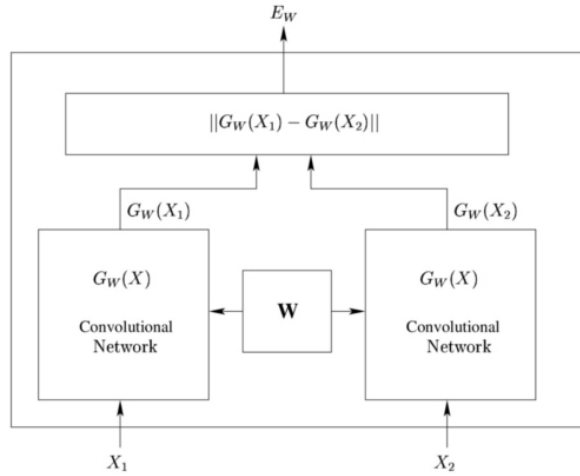 E_W
||G_W(X_1) − G_W(X_2)||
G_W(X_1)
G_W(X_2)
G_W(X)
Convolutional
Network
W
G_W(X)
Convolutional
Network
X_1
X_2